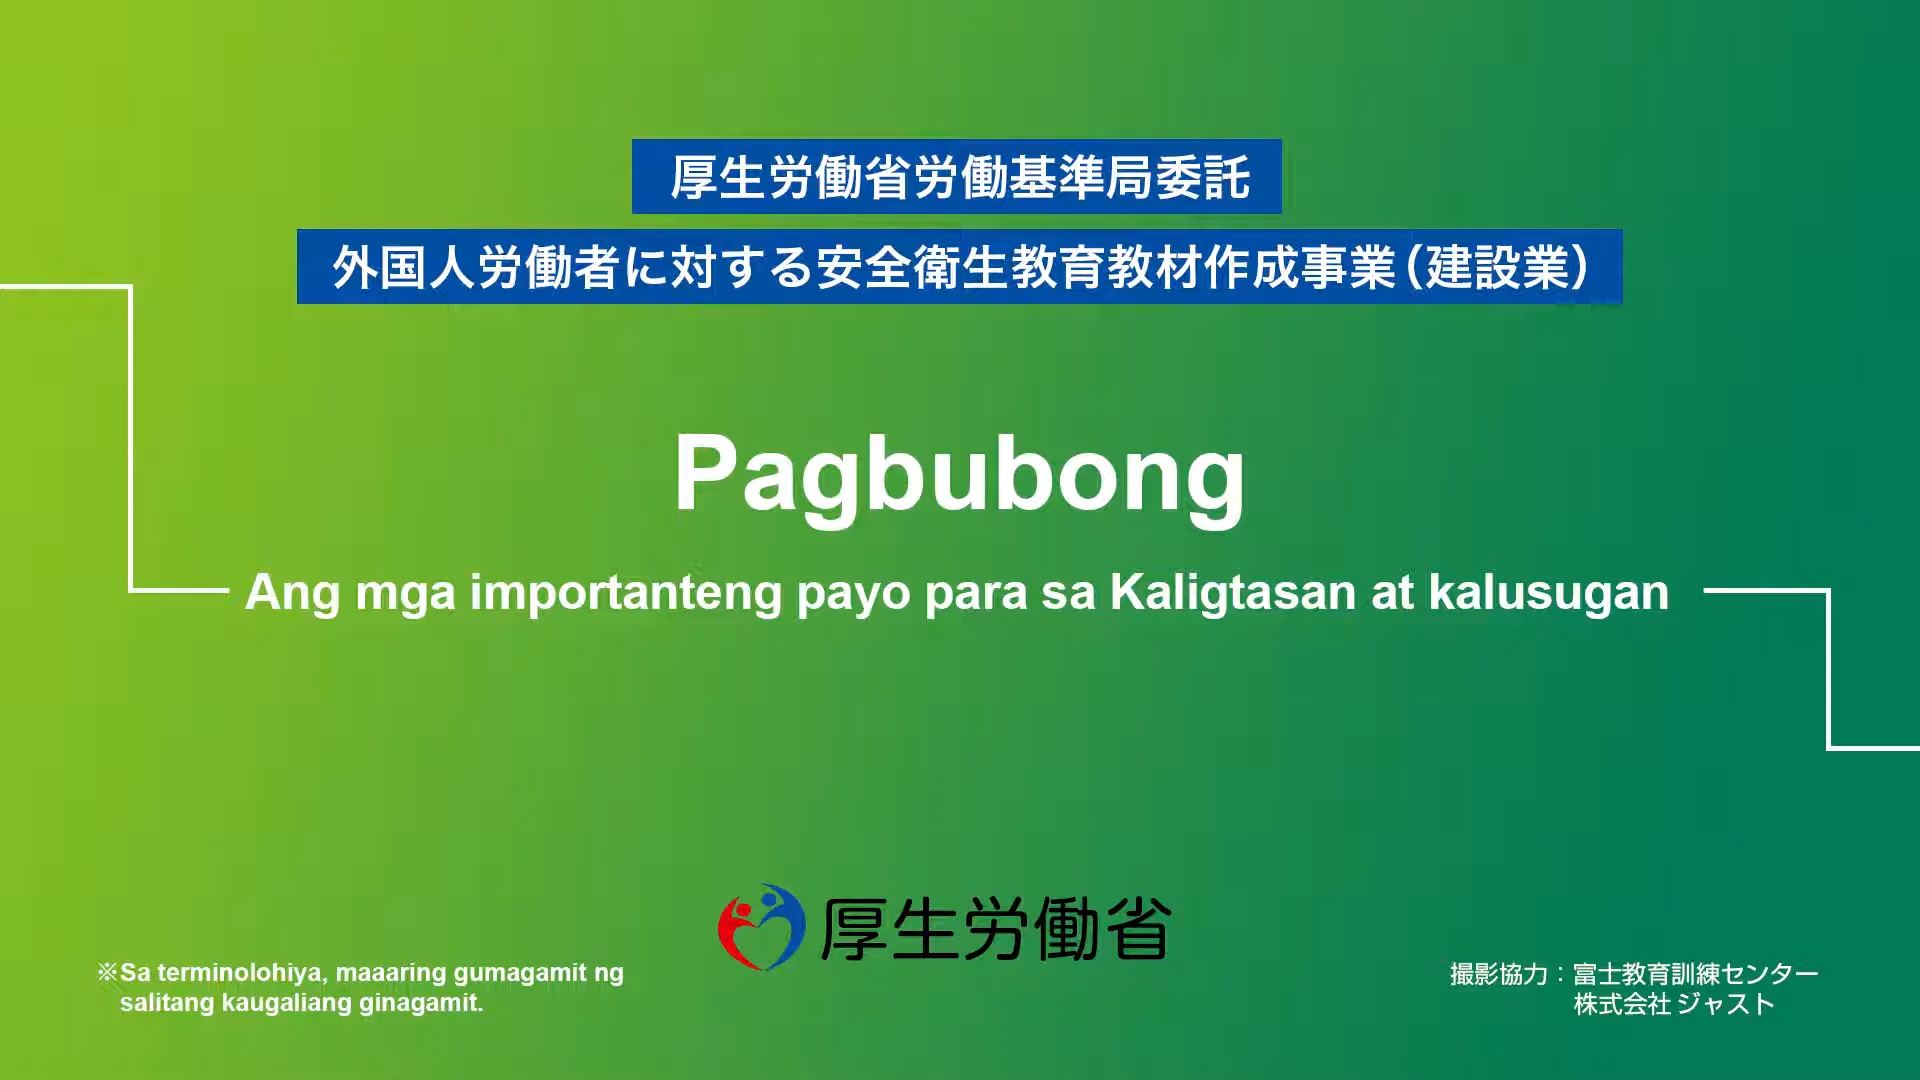 厚生労働省労働基準局委託
外国人労働者に対する安全衛生教育教材作成事業(建設業)
Pagbubong
Ang mga importanteng payo para sa Kaligtasan at kalusugan
厚生労働省
※Sa terminolohiya, maaaring gumagamit ng
salitang kaugaliang ginagamit.
撮影協力：富士教育訓練センター
株式会社 ジャスト